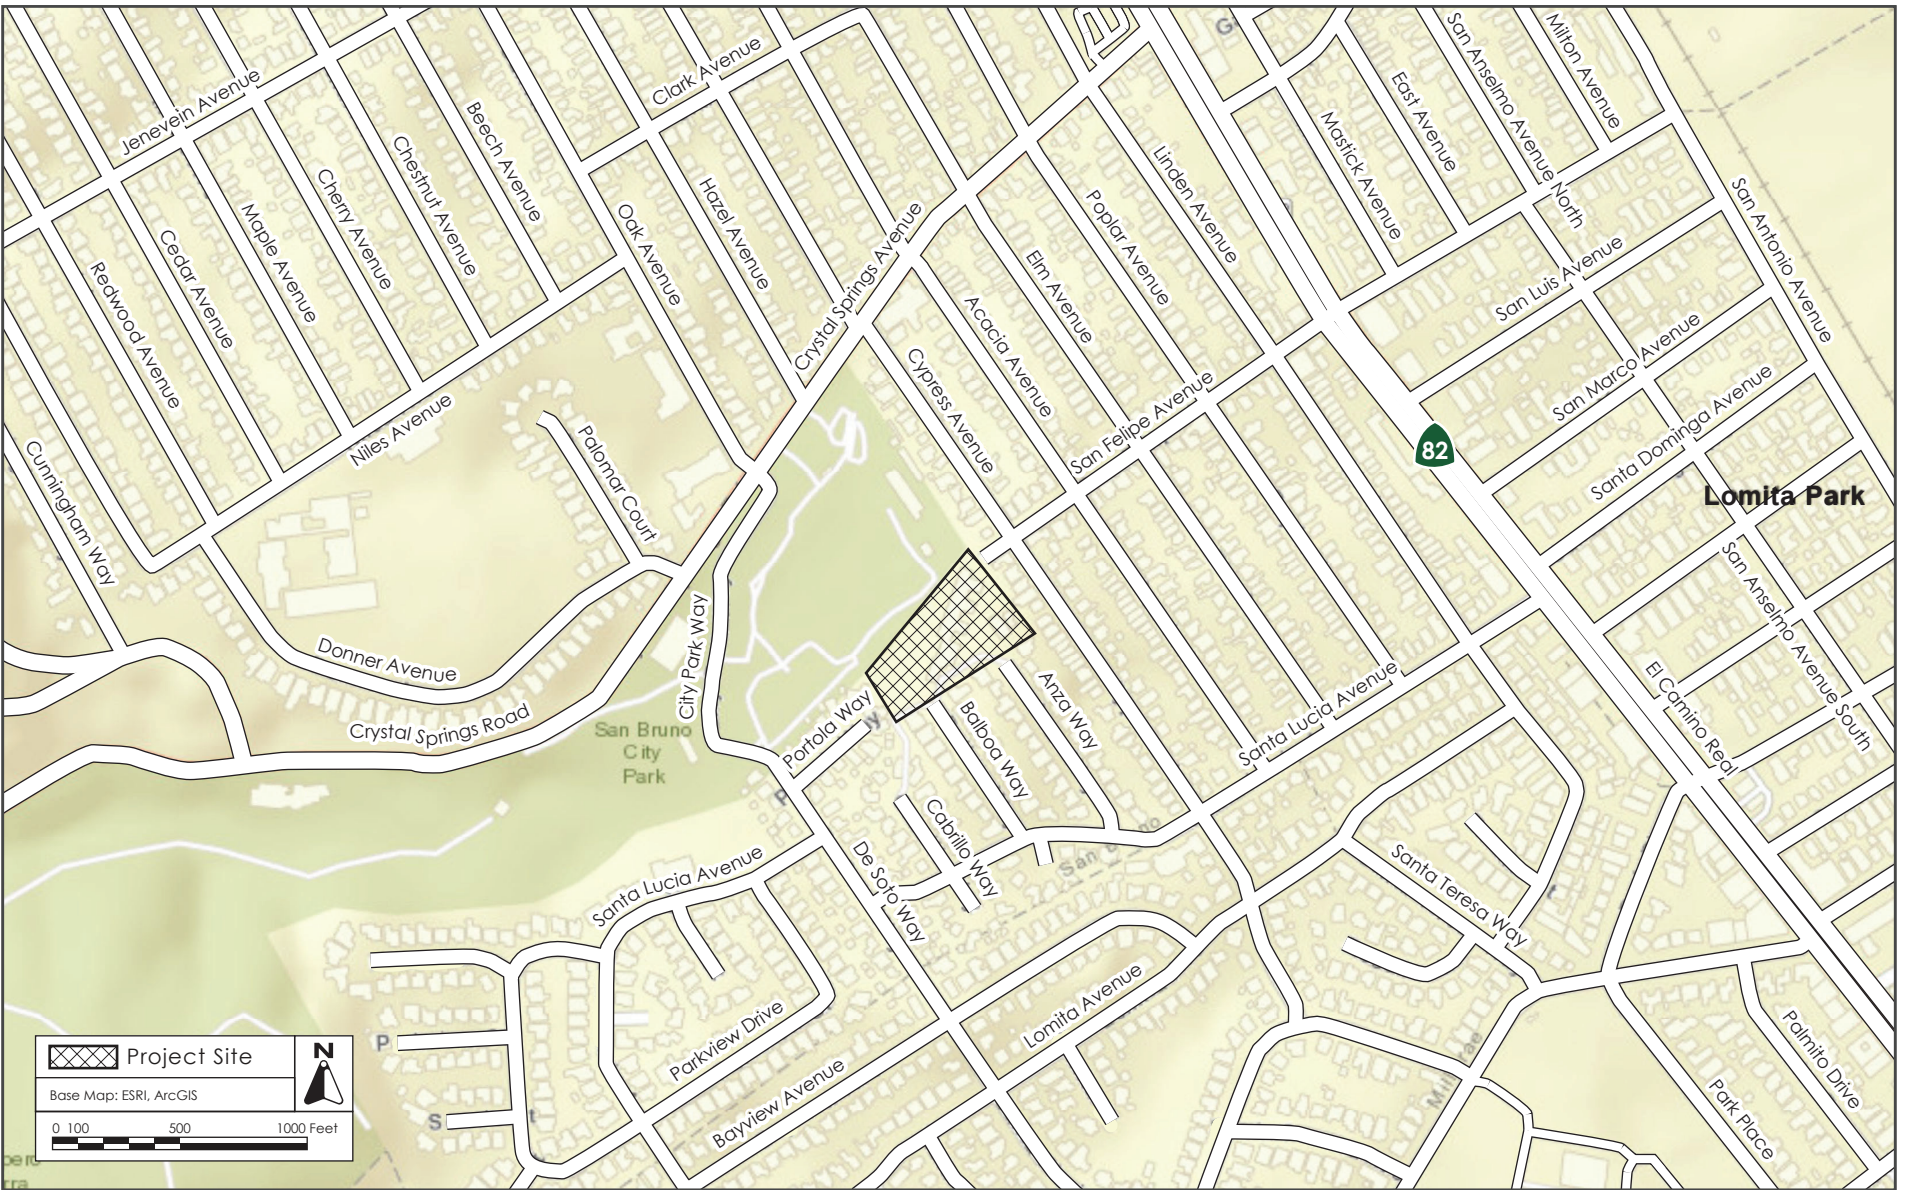 Jenevein Avenue
Clark Avenue
Beech Avenue
Chestnut Avenue
Cherry Avenue
Maple Avenue
Cedar Avenue
Redwood Avenue
Cunningham Way
Niles Avenue
Oak Avenue
Hazel Avenue
Crystal Springs Avenue
Linden Avenue
Poplar Avenue
Elm Avenue
Acacia Avenue
Cypress Avenue
San Felipe Avenue
Mastick Avenue
East Avenue
San Anselmo Avenue North
Milton Avenue
San Antonio Avenue
San Luis Avenue
San Marco Avenue
Santa Dominga Avenue
82
Lomita Park
San Anselmo Avenue South
El Camino Real
Palomar Court
Donner Avenue
Crystal Springs Road
City Park Way
San Bruno
City
Park
Portola Way
Balboa Way
Anza Way
Cabrillo Way
De Soto Way
Santa Lucia Avenue
Santa Lucia Avenue
Santa Teresa Way
Parkview Drive
Bayview Avenue
Lomita Avenue
Palmito Drive
Park Place
P
S
t
Project Site
N
Base Map: ESRI, ArcGIS
0 100 500 1000 Feet